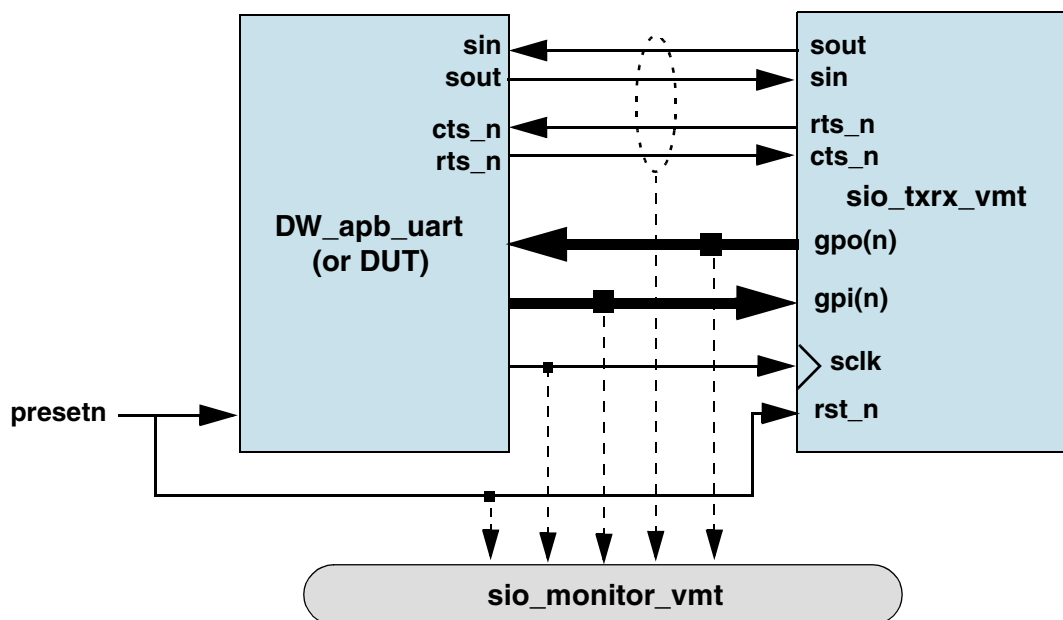 sin
sout
cts_n
rts_n
DW_apb_uart
(or DUT)
sout
sin
rts_n
cts_n
sio_txrx_vmt
gpo(n)
gpi(n)
sclk
rst_n
presetn
sio_monitor_vmt